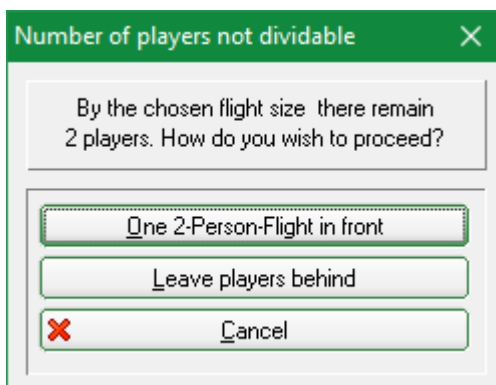 Number of players not dividable
By the chosen flight size there remain
2 players. How do you wish to proceed?
One 2-Person-Flight in front
Leave players behind
Cancel